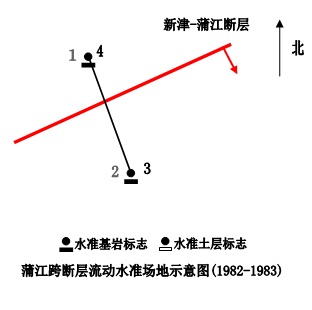 新津-蒲江断层
北
1 4
2 3
水准基岩标志 水准土层标志
蒲江跨断层流动水准场地示意图(1982-1983)